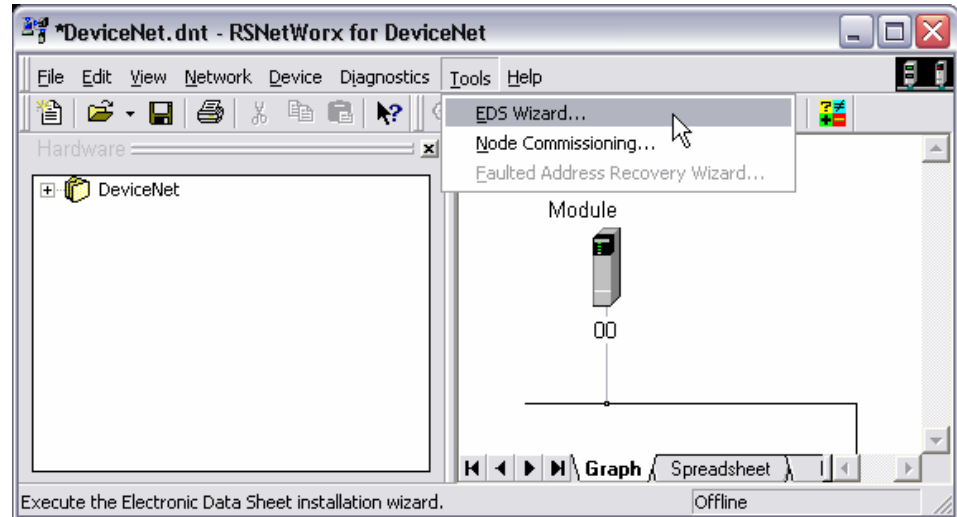 *DeviceNet.dnt - RSNetWorx for DeviceNet
File Edit View Network Device Diagnostics Tools Help
EDS Wizard...
Node Commissioning...
Faulted Address Recovery Wizard...
Hardware
DeviceNet
Module
00
Graph Spreadsheet
Execute the Electronic Data Sheet installation wizard. Offline